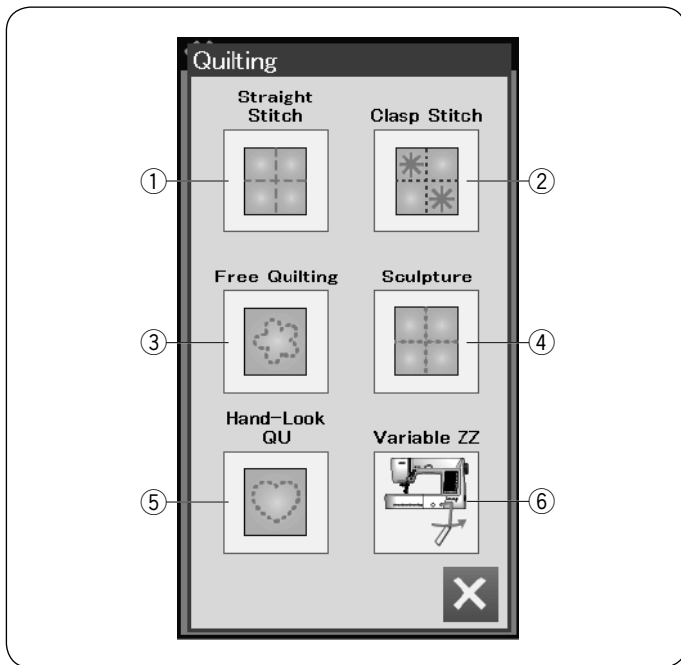 Quilting
Straight
Stitch
Clasp Stitch
①
②
Free Quilting
Sculpture
③
④
Hand-Look
QU
Variable ZZ
⑤
⑥